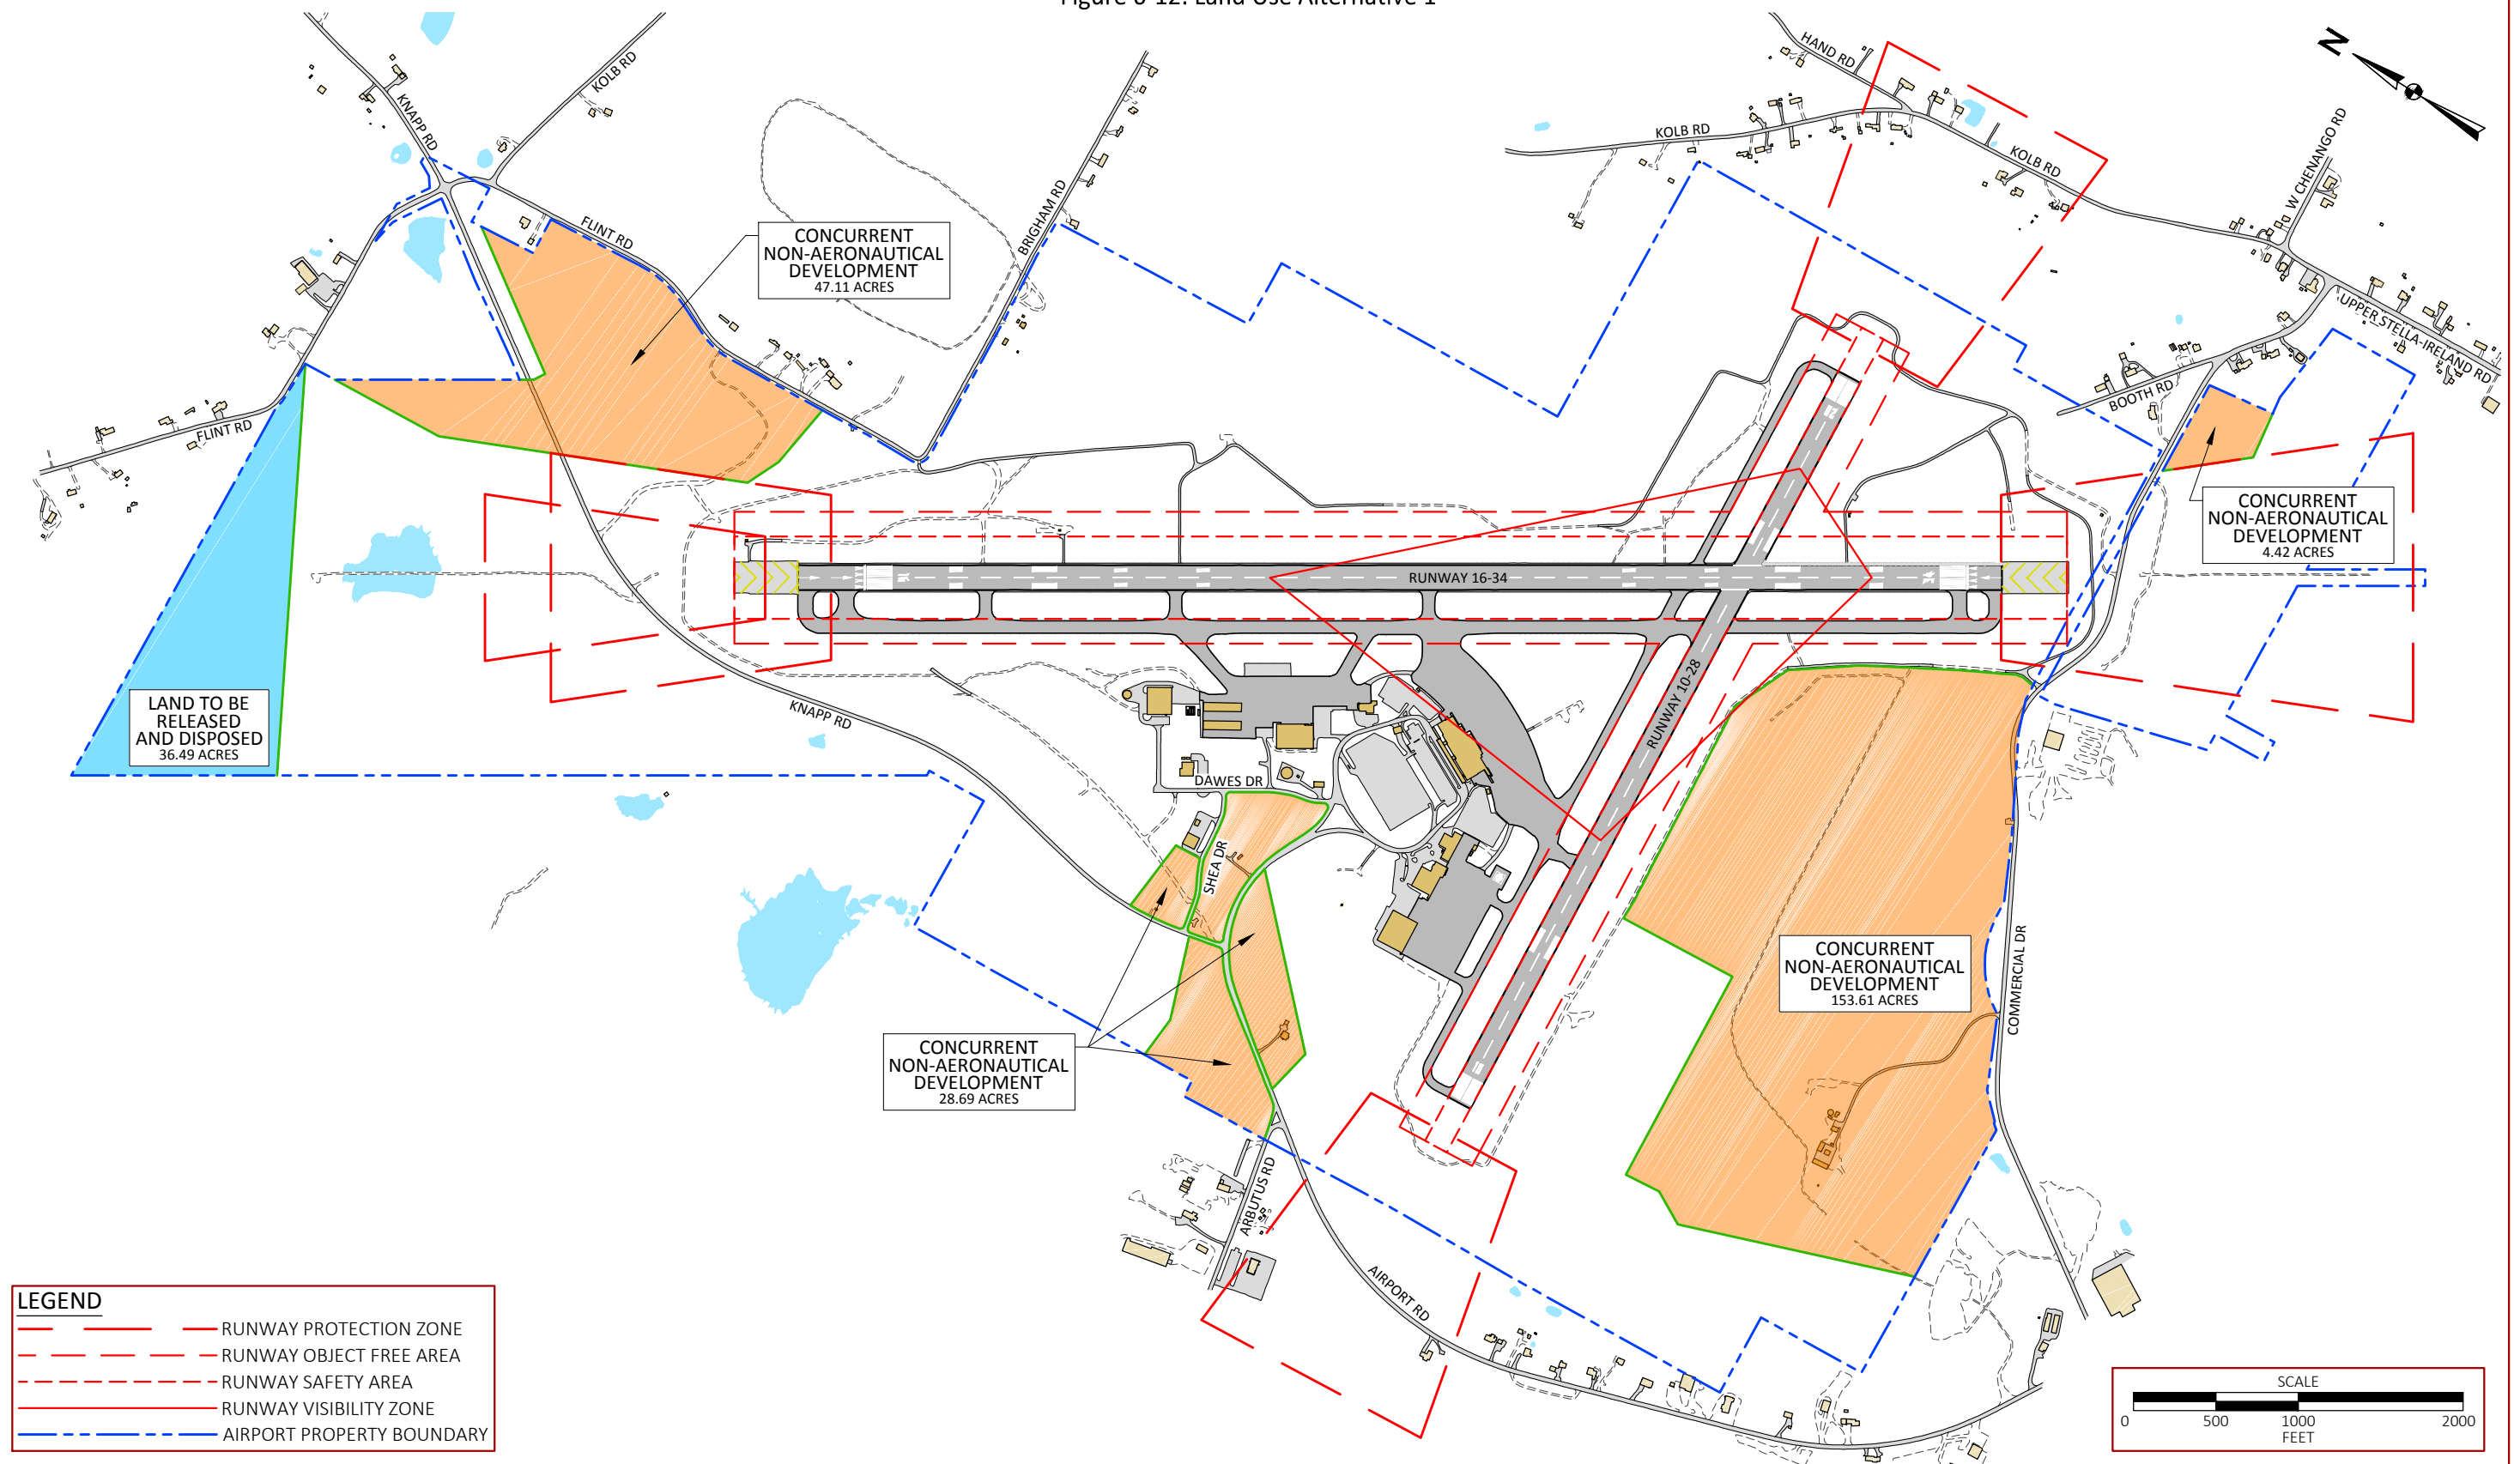 Figure 6-12: Land Use Alternative 1
N
HAND RD
KOLB RD
KNAPP RD
KOLB RD
KOLB RD
W CHENANGO RD
BRIGHAM RD
FLINT RD
CONCURRENT
NON-AERONAUTICAL
DEVELOPMENT
47.11 ACRES
UPPER STELLA-IRELAND RD
BOOTH RD
FLINT RD
CONCURRENT
NON-AERONAUTICAL
DEVELOPMENT
4.42 ACRES
RUNWAY 16-34
RUNWAY 10-28
LAND TO BE
RELEASED
AND DISPOSED
36.49 ACRES
KNAPP RD
DAWES DR
SHEA DR
CONCURRENT
NON-AERONAUTICAL
DEVELOPMENT
153.61 ACRES
COMMERCIAL DR
CONCURRENT
NON-AERONAUTICAL
DEVELOPMENT
28.69 ACRES
ARBUTUS RD
AIRPORT RD
LEGEND
RUNWAY PROTECTION ZONE
RUNWAY OBJECT FREE AREA
RUNWAY SAFETY AREA
RUNWAY VISIBILITY ZONE
AIRPORT PROPERTY BOUNDARY
SCALE
0 500 1000 2000
FEET